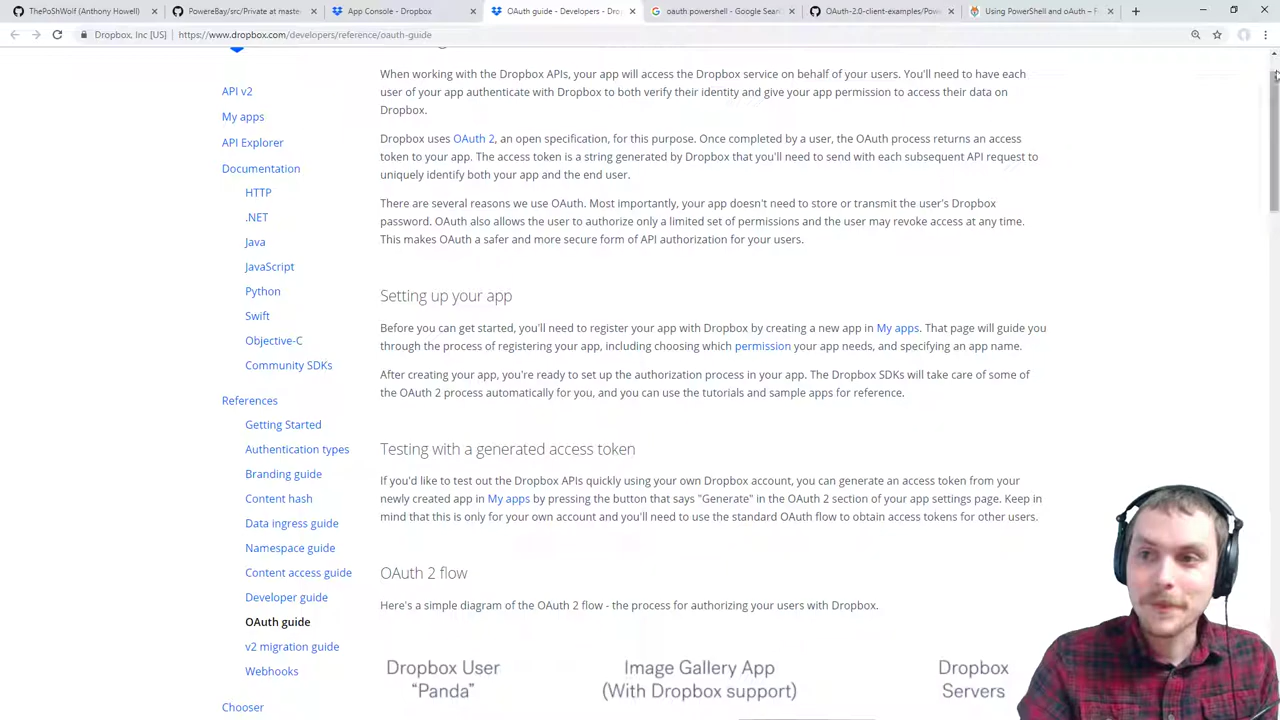 ThePoShWolf (Anthony Howell)
PowereBay/src/Private at master
App Console - Dropbox
OAuth guide - Developers - Dro
oauth powershell - Google Sear
OAuth-2.0-client-examples/Powe
Using PowerShell and oAuth – F
Dropbox, Inc [US]
https://www.dropbox.com/developers/reference/oauth-guide
API v2
My apps
API Explorer
Documentation
HTTP
.NET
Java
JavaScript
Python
Swift
Objective-C
Community SDKs
References
Getting Started
Authentication types
Branding guide
Content hash
Data ingress guide
Namespace guide
Content access guide
Developer guide
OAuth guide
v2 migration guide
Webhooks
Chooser
When working with the Dropbox APIs, your app will access the Dropbox service on behalf of your users. You'll need to have each
user of your app authenticate with Dropbox to both verify their identity and give your app permission to access their data on
Dropbox.
Dropbox uses OAuth 2, an open specification, for this purpose. Once completed by a user, the OAuth process returns an access
token to your app. The access token is a string generated by Dropbox that you'll need to send with each subsequent API request to
uniquely identify both your app and the end user.
There are several reasons we use OAuth. Most importantly, your app doesn't need to store or transmit the user's Dropbox
password. OAuth also allows the user to authorize only a limited set of permissions and the user may revoke access at any time.
This makes OAuth a safer and more secure form of API authorization for your users.
Setting up your app
Before you can get started, you'll need to register your app with Dropbox by creating a new app in My apps. That page will guide you
through the process of registering your app, including choosing which permission your app needs, and specifying an app name.
After creating your app, you're ready to set up the authorization process in your app. The Dropbox SDKs will take care of some of
the OAuth 2 process automatically for you, and you can use the tutorials and sample apps for reference.
Testing with a generated access token
If you'd like to test out the Dropbox APIs quickly using your own Dropbox account, you can generate an access token from your
newly created app in My apps by pressing the button that says "Generate" in the OAuth 2 section of your app settings page. Keep in
mind that this is only for your own account and you'll need to use the standard OAuth flow to obtain access tokens for other users.
OAuth 2 flow
Here's a simple diagram of the OAuth 2 flow - the process for authorizing your users with Dropbox.
Dropbox User
"Panda"
Image Gallery App
(With Dropbox support)
Dropbox
Servers